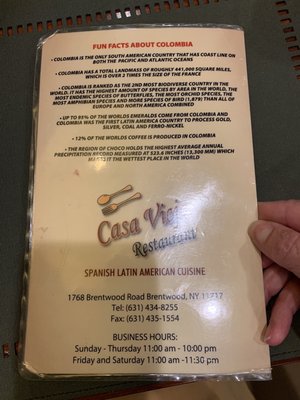 FUN FACTS ABOUT COLOMBIA
• COLOMBIA IS THE ONLY SOUTH AMERICAN COUNTRY THAT HAS COAST LINE ON
BOTH THE PACIFIC AND ATLANTIC OCEANS
• COLOMBIA HAS A TOTAL LANDMASS OF ROUGHLY 441,000 SQUARE MILES,
WHICH IS OVER 2 TIMES THE SIZE OF THE FRANCE
• COLOMBIA IS RANKED AS THE 2ND MOST BIODIVERSE COUNTRY IN THE
WORLD. IT HAS THE HIGHEST AMOUNT OF SPECIES BY AREA IN THE WORLD, THE
MOST ENDEMIC SPECIES OF BUTTERFLIES, THE MOST ORCHID SPECIES, THE
MOST AMPHIBIAN SPECIES AND MORE SPECIES OF BIRD (1,879) THAN ALL OF
EUROPE AND NORTH AMERICA COMBINED
• UP TO 95% OF THE WORLDS EMERALDS COME FROM COLOMBIA AND
COLOMBIA WAS THE FIRST LATIN AMERICA COUNTRY TO PROCESS GOLD,
SILVER, COAL AND FERRO-NICKEL
• 12% OF THE WORLDS COFFEE IS PRODUCED IN COLOMBIA
• THE REGION OF CHOCO HOLDS THE HIGHEST AVERAGE ANNUAL
PRECIPITATION RECORD MEASURED AT 523.6 INCHES (13,300 MM) WHICH
MAKES IT THE WETTEST PLACE IN THE WORLD
Casa
Restaurant
SPANISH LATIN AMERICAN CUISINE
1768 Brentwood Road Brentwood, NY 11717
Tel: (631) 434-8255
Fax: (631) 435-1554
BUSINESS HOURS:
Sunday - Thursday 11:00 am - 10:00 pm
Friday and Saturday 11:00 am -11:30 pm